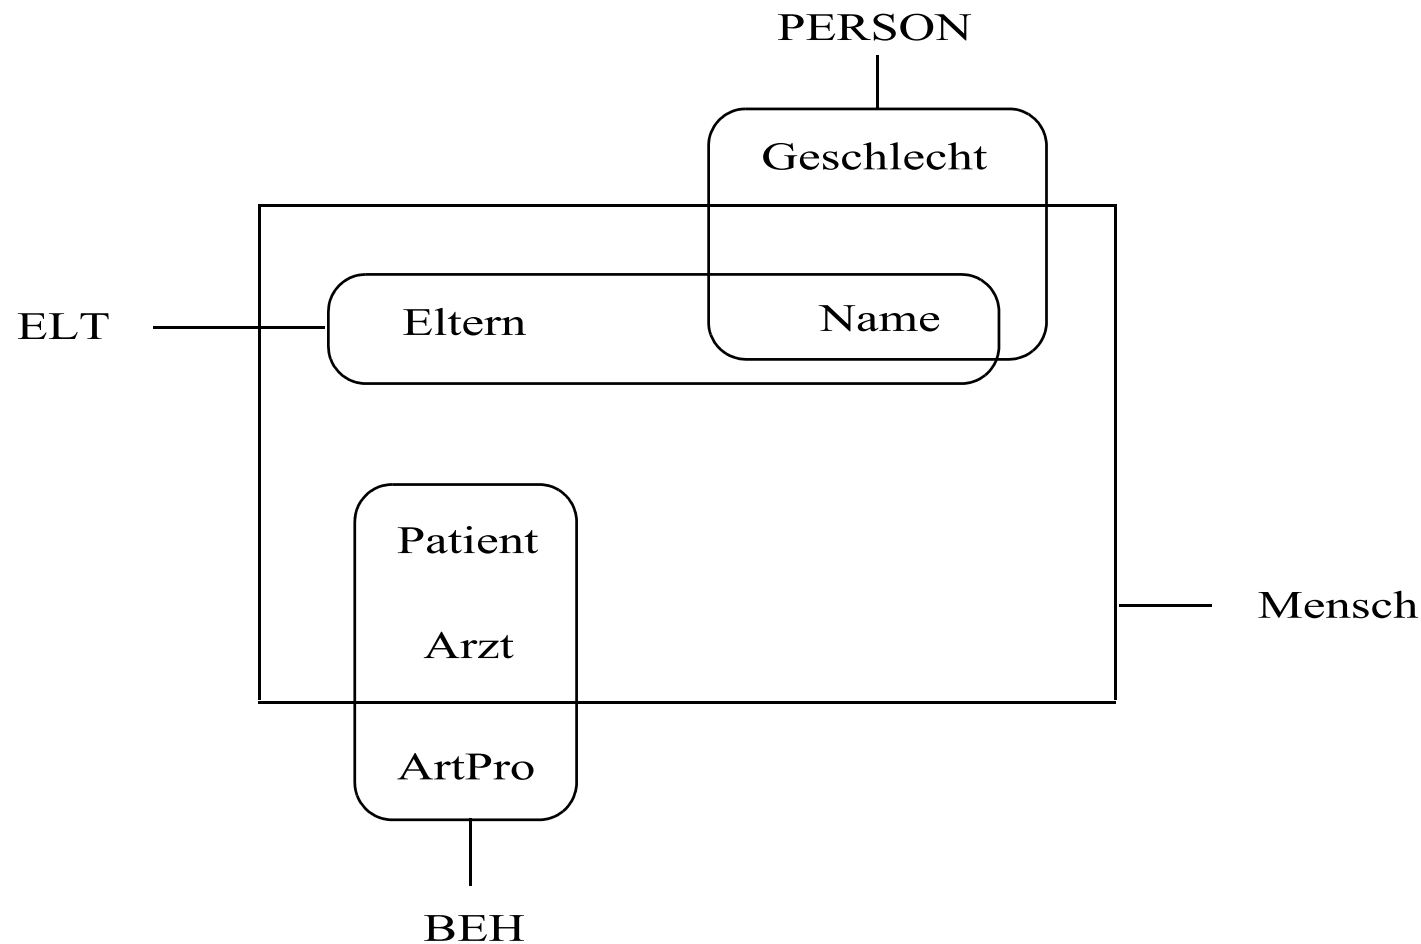 PERSON
Geschlecht
ELT
Eltern
Name
Patient
Mensch
Arzt
ArtPro
BEH